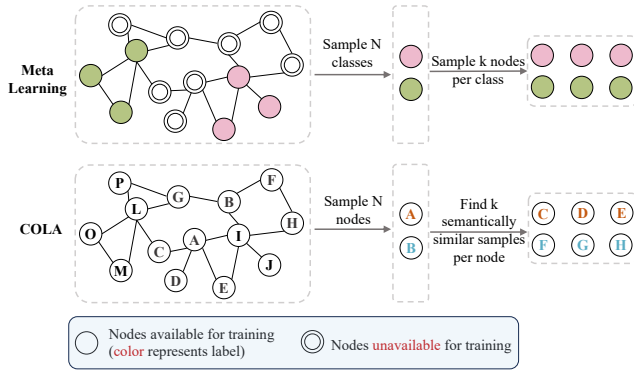 Meta
Learning
Sample N
classes
Sample k nodes
per class
COLA
P
G
B
F
L
O
H
C
A
I
M
D
E
J
Sample N
nodes
A
B
Find k
semantically
similar samples
per node
C D E
F G H
Nodes available for training
(color represents label)
Nodes unavailable for training